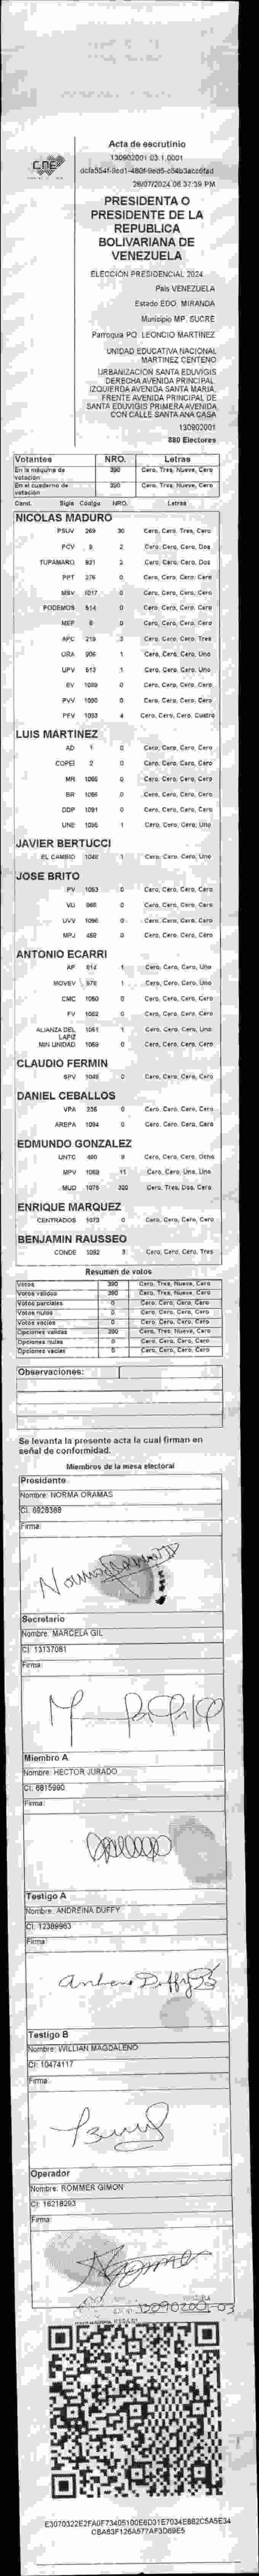 Acta de escrutinio
130902001.03.1.0001
28/07/2024 06:37:39 PM
CNE
PRESIDENTA O
PRESIDENTE DE LA
REPUBLICA
BOLIVARIANA DE
VENEZUELA
ELECCIÓN PRESIDENCIAL 2024
País VENEZUELA
Estado EDO. MIRANDA
Municipio MP. SUCRE
Parroquia PQ. LEONCIO MARTINEZ
UNIDAD EDUCATIVA NACIONAL
MARTINEZ CENTENO
URBANIZACION SANTA EDUVIGIS
DERECHA AVENIDA PRINCIPAL.
IZQUIERDA AVENIDA SANTA MARIA.
FRENTE AVENIDA PRINCIPAL DE
SANTA EDUVIGIS PRIMERA AVENIDA
CON CALLE SANTA ANA CASA
130902001
880 Electores
Votantes NRO. Letras
En la máquina de votación 390 Cero, Tres, Nueve, Cero
En el cuaderno de votación 390 Cero, Tres, Nueve, Cero
Cand. Sigla Código NRO. Letras
NICOLAS MADURO
PSUV 269 30 Cero, Cero, Tres, Cero
PCV 9 2 Cero, Cero, Cero, Dos
TUPAMARO 931 2 Cero, Cero, Cero, Dos
PPT 276 0 Cero, Cero, Cero, Cero
MSV 1017 0 Cero, Cero, Cero, Cero
PODEMOS 514 0 Cero, Cero, Cero, Cero
MEP 8 0 Cero, Cero, Cero, Cero
APC 219 3 Cero, Cero, Cero, Tres
ORA 906 1 Cero, Cero, Cero, Uno
UPV 613 1 Cero, Cero, Cero, Uno
EV 1089 0 Cero, Cero, Cero, Cero
PVV 1090 0 Cero, Cero, Cero, Cero
PFV 1093 4 Cero, Cero, Cero, Cuatro
LUIS MARTINEZ
AD 1 0 Cero, Cero, Cero, Cero
COPEI 2 0 Cero, Cero, Cero, Cero
MR 1065 0 Cero, Cero, Cero, Cero
BR 1056 0 Cero, Cero, Cero, Cero
DDP 1091 0 Cero, Cero, Cero, Cero
UNE 1095 1 Cero, Cero, Cero, Uno
JAVIER BERTUCCI
EL CAMBIO 1048 1 Cero, Cero, Cero, Uno
JOSE BRITO
PV 1053 0 Cero, Cero, Cero, Cero
VU 968 0 Cero, Cero, Cero, Cero
UVV 1096 0 Cero, Cero, Cero, Cero
MPJ 458 0 Cero, Cero, Cero, Cero
ANTONIO ECARRI
AP 814 1 Cero, Cero, Cero, Uno
MOVEV 978 1 Cero, Cero, Cero, Uno
CMC 1050 0 Cero, Cero, Cero, Cero
FV 1062 0 Cero, Cero, Cero, Cero
ALIANZA DEL LAPIZ 1051 1 Cero, Cero, Cero, Uno
MIN UNIDAD 1069 0 Cero, Cero, Cero, Cero
CLAUDIO FERMIN
SPV 1049 0 Cero, Cero, Cero, Cero
DANIEL CEBALLOS
VPA 256 0 Cero, Cero, Cero, Cero
AREPA 1094 0 Cero, Cero, Cero, Cero
EDMUNDO GONZALEZ
UNTC 480 8 Cero, Cero, Cero, Ocho
MPV 1068 11 Cero, Cero, Uno, Uno
MUD 1075 320 Cero, Tres, Dos, Cero
ENRIQUE MARQUEZ
CENTRADOS 1073 0 Cero, Cero, Cero, Cero
BENJAMIN RAUSSEO
CONDE 1092 3 Cero, Cero, Cero, Tres
Resumen de votos
Votos 390 Cero, Tres, Nueve, Cero
Votos válidos 390 Cero, Tres, Nueve, Cero
Votos parciales 0 Cero, Cero, Cero, Cero
Votos nulos 0 Cero, Cero, Cero, Cero
Votos vacíos 0 Cero, Cero, Cero, Cero
Opciones válidas 390 Cero, Tres, Nueve, Cero
Opciones nulas 0 Cero, Cero, Cero, Cero
Opciones vacías 0 Cero, Cero, Cero, Cero
Observaciones:
Se levanta la presente acta la cual firman en
señal de conformidad.
Miembros de la mesa electoral
Presidente
Nombre: NORMA ORAMAS
CI: 6928368
Firma:
Secretario
Nombre: MARCELA GIL
CI: 13137081
Firma:
Miembro A
Nombre: HECTOR JURADO
CI: 6815990
Firma:
Testigo A
Nombre: ANDREINA DUFFY
CI: 12389963
Firma:
Testigo B
Nombre: WILLIAN MAGDALENO
CI: 10474117
Firma:
Operador
Nombre: ROMMER GIMON
CI: 16218293
Firma:
130902001-03
E3070322E2FA0F73405100E6D31E7034E882C5A5E34
CBA63F126A577AF3D69E5